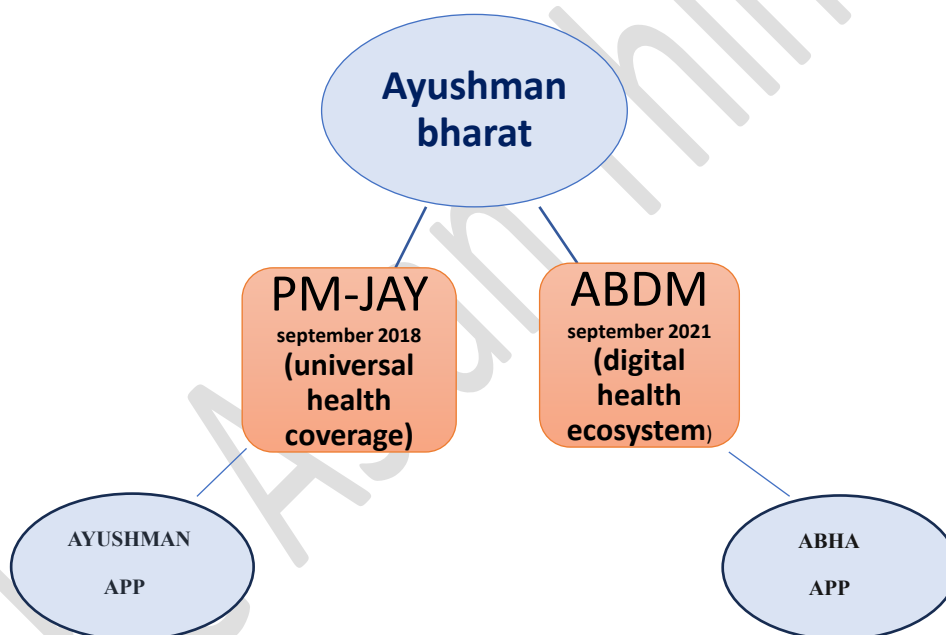 Ayushman
bharat
PM-JAY
september 2018
(universal
health
coverage)
ABDM
september 2021
(digital
health
ecosystem)
AYUSHMAN
APP
ABHA
APP